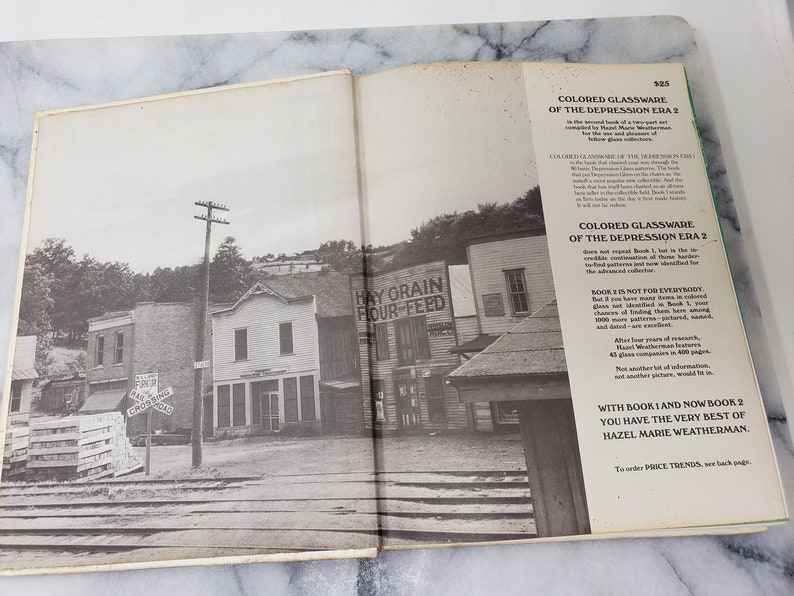 HAY GRAIN
FLOUR·FEED
FURNITURE
RAIL ROAD
CROSSING
$25
COLORED GLASSWARE
OF THE DEPRESSION ERA 2
is the second book of a two-part set
compiled by Hazel Marie Weatherman
for the use and pleasure of
fellow glass collectors.
COLORED GLASSWARE OF THE DEPRESSION ERA 1
is the book that charted your way through the
80 basic Depression Glass patterns. The book
that put Depression Glass on the charts as the
nation's most popular new collectible. And the
book that has itself been charted as an all-time
best seller in the collectible field. Book 1 stands
as firm today as the day it first made history.
It will not be redone.
COLORED GLASSWARE
OF THE DEPRESSION ERA 2
does not repeat Book 1, but is the in-
credible continuation of those harder-
to-find patterns just now identified for
the advanced collector.
BOOK 2 IS NOT FOR EVERYBODY.
But if you have many items in colored
glass not identified in Book 1, your
chances of finding them here among
1000 more patterns—pictured, named,
and dated—are excellent.
After four years of research,
Hazel Weatherman features
43 glass companies in 400 pages.
Not another bit of information,
not another picture, would fit in.
WITH BOOK 1 AND NOW BOOK 2
YOU HAVE THE VERY BEST OF
HAZEL MARIE WEATHERMAN.
To order PRICE TRENDS, see back page.